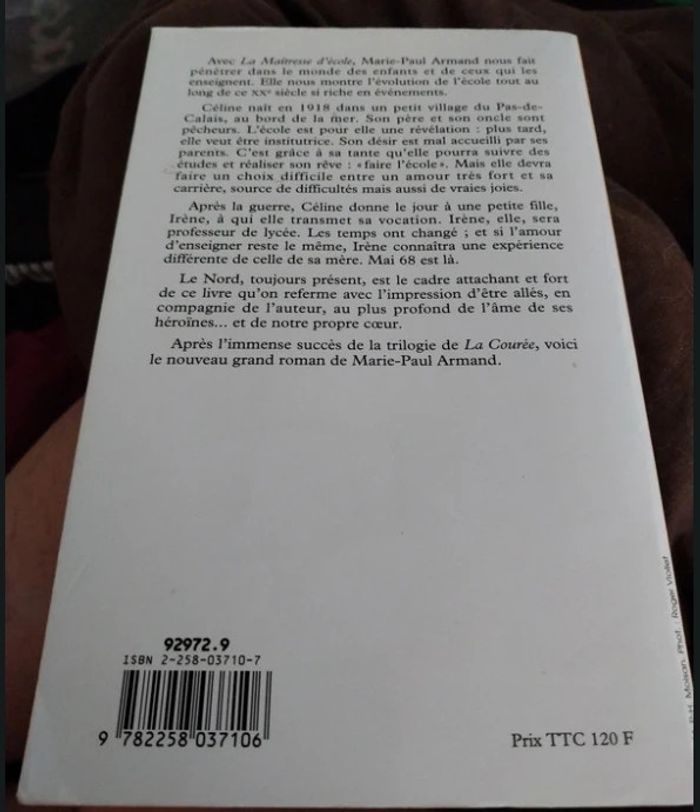 Avec La Maîtresse d'école, Marie-Paul Armand nous fait
pénétrer dans le monde des enfants et de ceux qui les
enseignent. Elle nous montre l'évolution de l'école tout au
long de ce XXe siècle si riche en événements.
Céline naît en 1918 dans un petit village du Pas-de-
Calais, au bord de la mer. Son père et son oncle sont
pêcheurs. L'école est pour elle une révélation : plus tard,
elle veut être institutrice. Son désir est mal accueilli par ses
parents. C'est grâce à sa tante qu'elle pourra suivre des
études et réaliser son rêve : « faire l'école ». Mais elle devra
faire un choix difficile entre un amour très fort et sa
carrière, source de difficultés mais aussi de vraies joies.
Après la guerre, Céline donne le jour à une petite fille,
Irène, à qui elle transmet sa vocation. Irène, elle, sera
professeur de lycée. Les temps ont changé ; et si l'amour
d'enseigner reste le même, Irène connaîtra une expérience
différente de celle de sa mère. Mai 68 est là.
Le Nord, toujours présent, est le cadre attachant et fort
de ce livre qu'on referme avec l'impression d'être allés, en
compagnie de l'auteur, au plus profond de l'âme de ses
héroïnes... et de notre propre cœur.
Après l'immense succès de la trilogie de La Courée, voici
le nouveau grand roman de Marie-Paul Armand.
92972.9
ISBN 2-258-03710-7
9 782258 037106
Prix TTC 120 F
Phot. : Roger Viollet